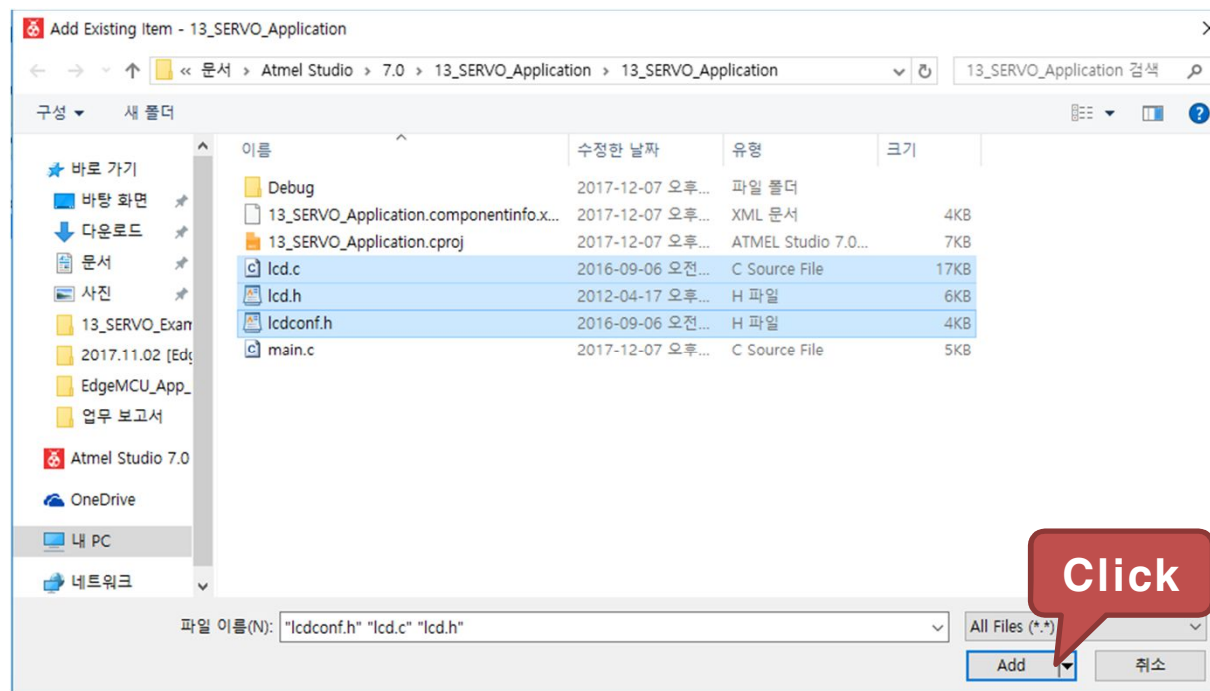 Add Existing Item - 13_SERVO_Application
« 문서 › Atmel Studio › 7.0 › 13_SERVO_Application › 13_SERVO_Application
13_SERVO_Application 검색
구성 새 폴더
이름 수정한 날짜 유형 크기
바로 가기
바탕 화면
다운로드
문서
사진
13_SERVO_Exam
2017.11.02 [Edg
EdgeMCU_App_
업무 보고서
Atmel Studio 7.0
OneDrive
내 PC
네트워크
Debug 2017-12-07 오후... 파일 폴더
13_SERVO_Application.componentinfo.x... 2017-12-07 오후... XML 문서 4KB
13_SERVO_Application.cproj 2017-12-07 오후... ATMEL Studio 7.0... 7KB
lcd.c 2016-09-06 오전... C Source File 17KB
lcd.h 2012-04-17 오후... H 파일 6KB
lcdconf.h 2016-09-06 오전... H 파일 4KB
main.c 2017-12-07 오후... C Source File 5KB
Click
파일 이름(N): "lcdconf.h" "lcd.c" "lcd.h"
All Files (*.*)
Add 취소